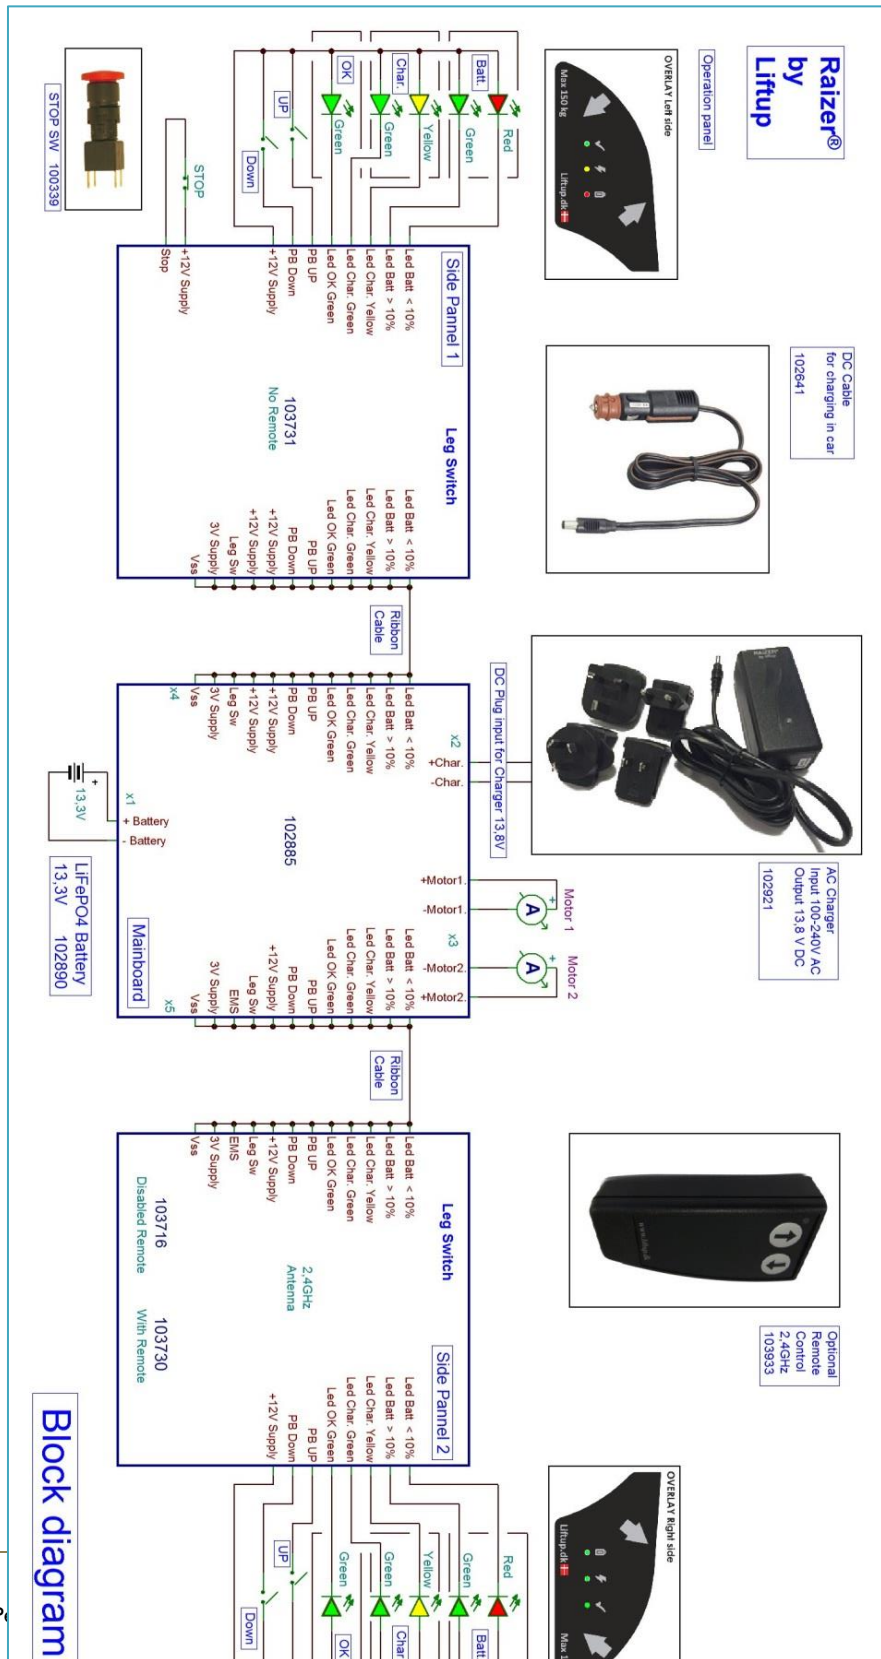 Raizer®
by
Liftup
Operation panel
OVERLAY Left side
Max 150 kg
Liftup.dk
Batt.
Char.
OK
Red
Green
Yellow
Green
Green
UP
Down
STOP
STOP SW 100339
Side Pannel 1
Leg Switch
Led Batt < 10%
Led Batt > 10%
Led Char. Yellow
Led Char. Green
Led OK Green
PB UP
PB Down
+12V Supply
+12V Supply
Stop
103731
No Remote
Led Batt < 10%
Led Batt > 10%
Led Char. Yellow
Led Char. Green
Led OK Green
PB UP
PB Down
+12V Supply
+12V Supply
Leg Sw
3V Supply
Vss
DC Cable
for charging in car
102641
Ribbon
Cable
DC Plug input for Charger 13,8V
AC Charger
Input 100-240V AC
Output 13,8 V DC
102921
x2
+Char.
-Char.
Led Batt < 10%
Led Batt > 10%
Led Char. Yellow
Led Char. Green
Led OK Green
PB UP
PB Down
+12V Supply
+12V Supply
Leg Sw
3V Supply
Vss
x4
102885
x1
+ Battery
- Battery
+
13,3V
LiFePO4 Battery
13,3V 102890
Mainboard
+Motor1.
-Motor1.
x3
-Motor2.
+Motor2.
Motor 1
+
A
Motor 2
+
A
Led Batt < 10%
Led Batt > 10%
Led Char. Yellow
Led Char. Green
Led OK Green
PB UP
PB Down
+12V Supply
Leg Sw
EMS
3V Supply
Vss
x5
Ribbon
Cable
Optional
Remote
Control
2,4GHz
103933
www.liftup.dk
Leg Switch
Side Pannel 2
Led Batt < 10%
Led Batt > 10%
Led Char. Yellow
Led Char. Green
Led OK Green
PB UP
PB Down
+12V Supply
Leg Sw
EMS
3V Supply
Vss
2,4GHz
Antenna
103716
Disabled Remote
103730
With Remote
Led Batt < 10%
Led Batt > 10%
Led Char. Yellow
Led Char. Green
Led OK Green
PB UP
PB Down
+12V Supply
OVERLAY Right side
Liftup.dk
Max 1
Red
Green
Yellow
Green
Green
Batt
Char
OK
UP
Down
Block diagram